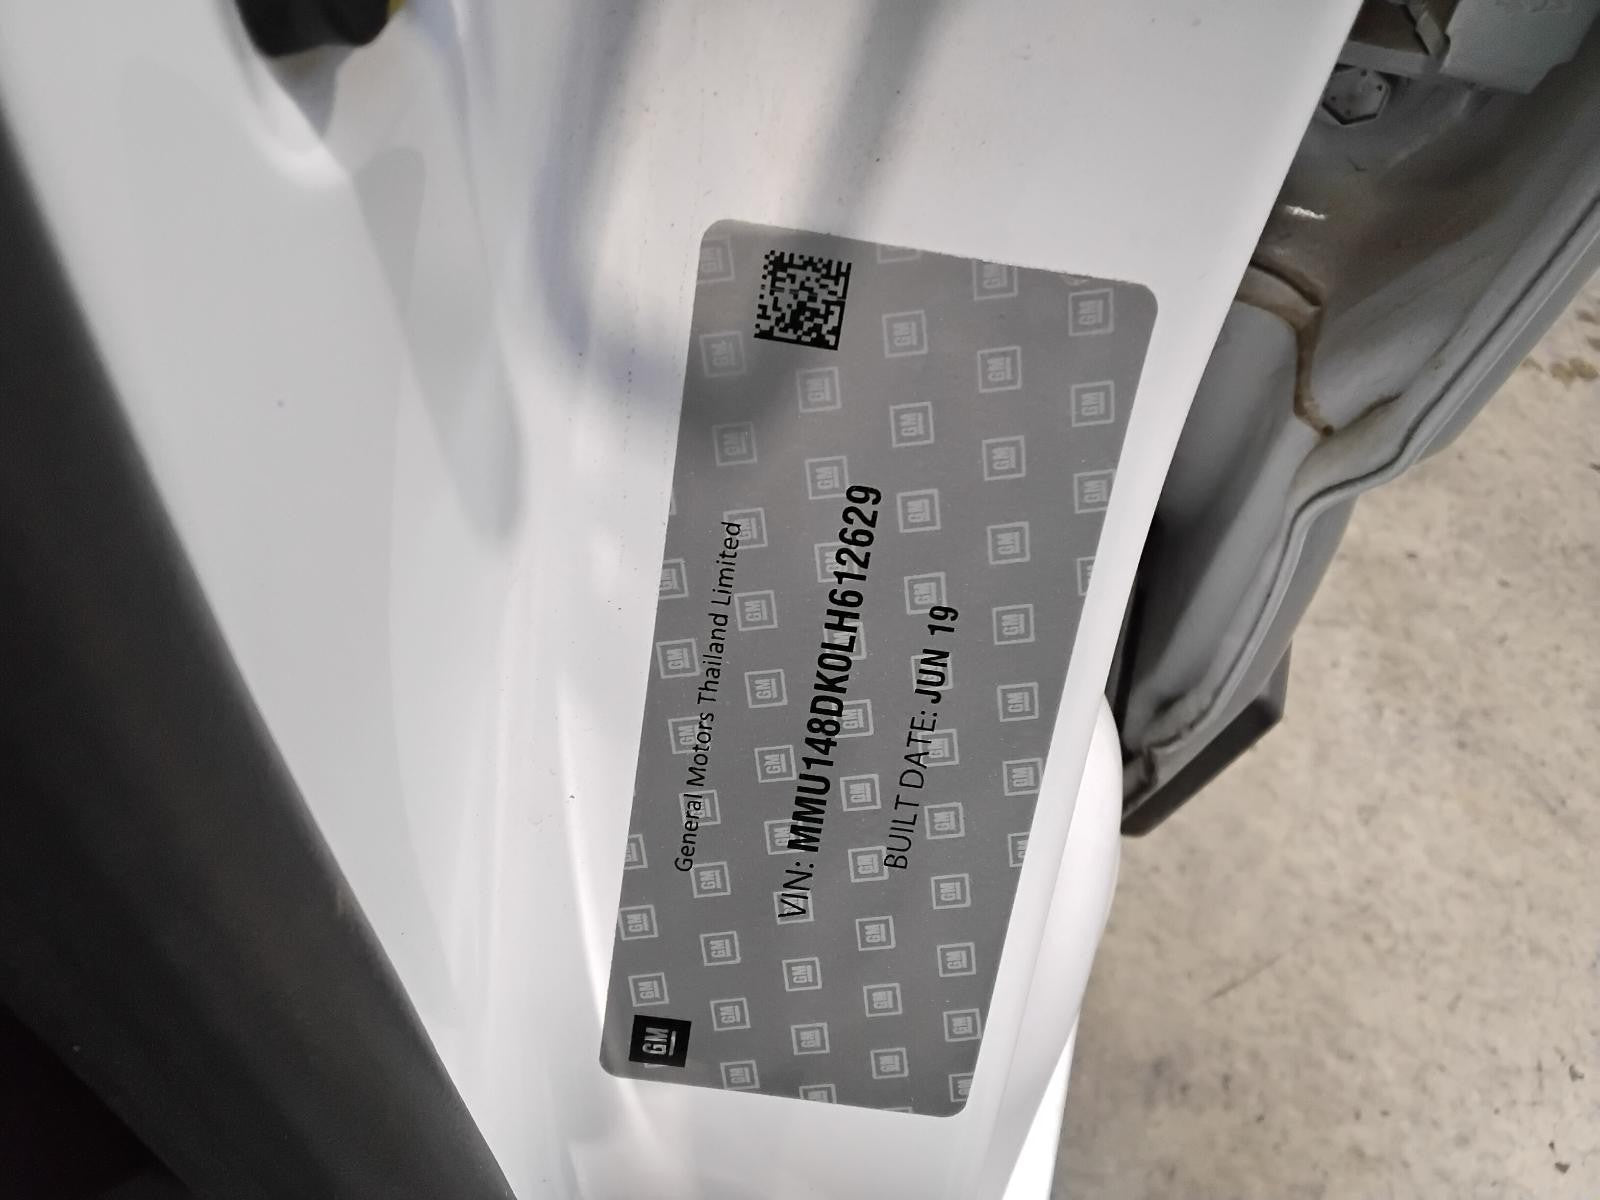 GM
General Motors Thailand Limited
VIN: MMU148DK0LH612629
BUILT DATE: JUN 19